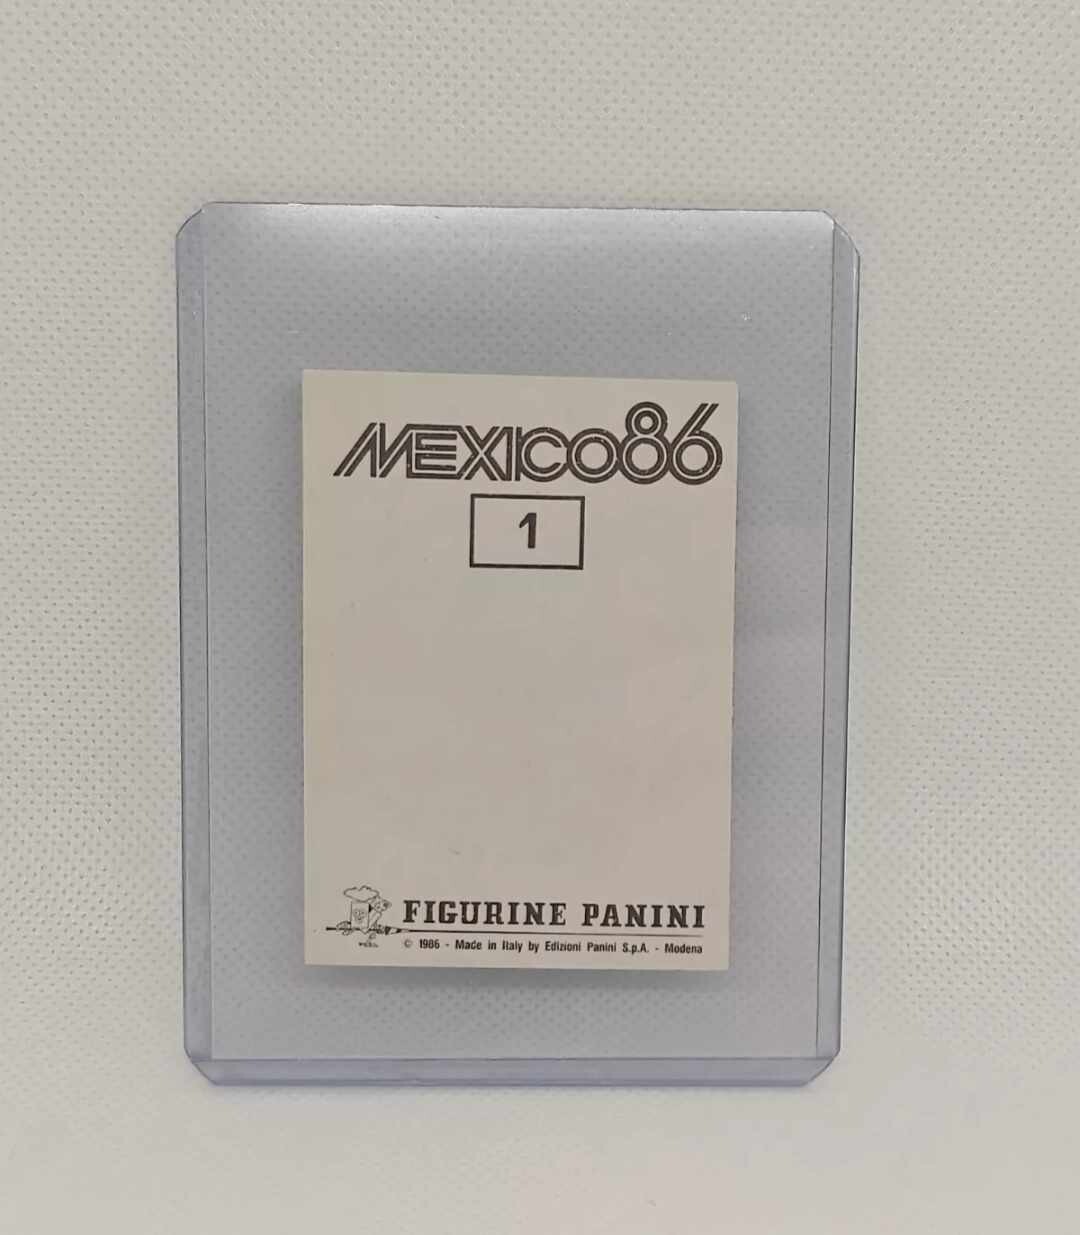 MEXICO86
1
FIGURINE PANINI
© 1986 - Made in Italy by Edizioni Panini S.p.A. - Modena